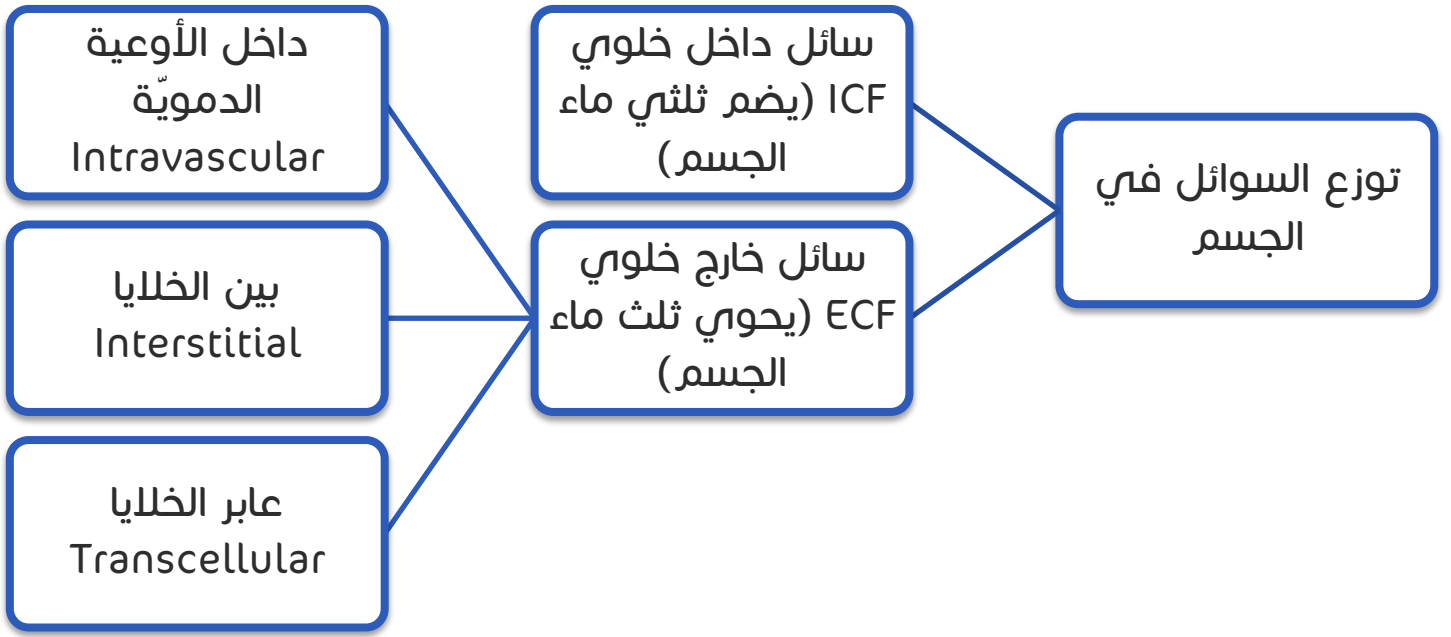 توزع السوائل في
الجسم
سائل داخل خلوي
ICF (يضم ثلثي ماء
الجسم)
سائل خارج خلوي
ECF (يحوي ثلث ماء
الجسم)
داخل الأوعية
الدمويّة
Intravascular
بين الخلايا
Interstitial
عابر الخلايا
Transcellular